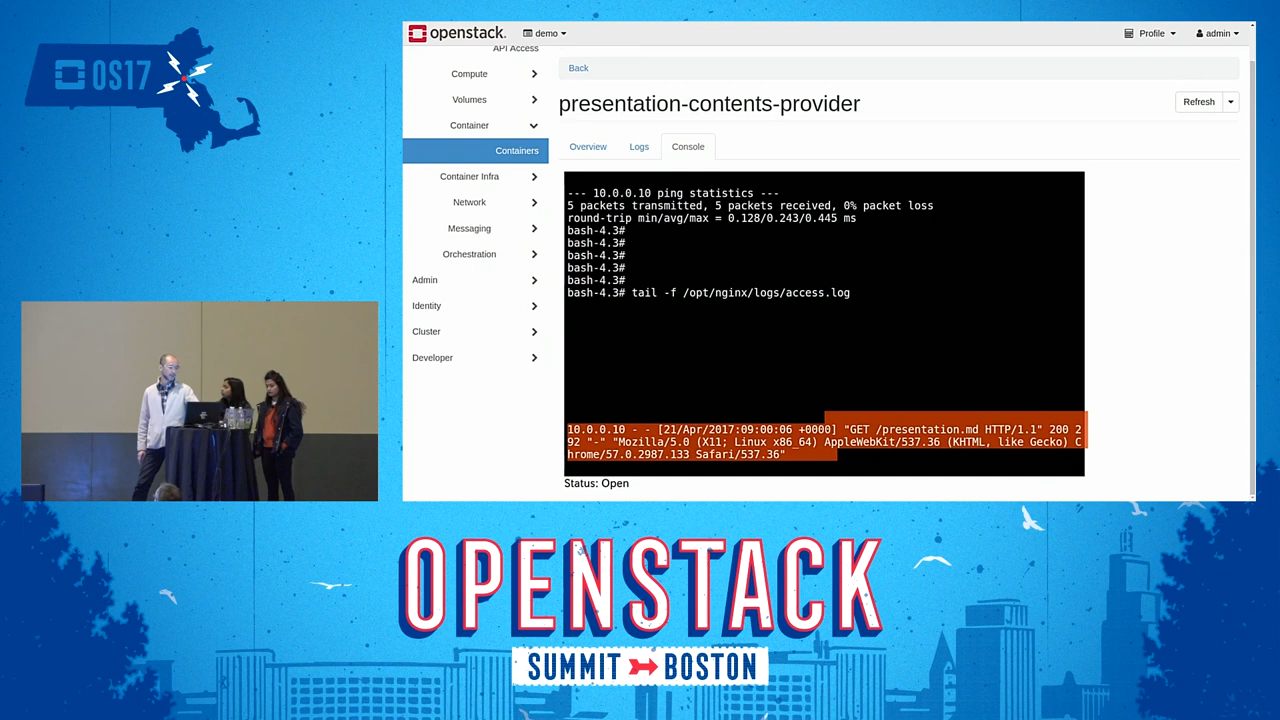 OS17
openstack.
demo
Profile
admin
API Access
Compute
Volumes
Container
Containers
Container Infra
Network
Messaging
Orchestration
Admin
Identity
Cluster
Developer
Back
presentation-contents-provider
Refresh
Overview
Logs
Console
--- 10.0.0.10 ping statistics ---
5 packets transmitted, 5 packets received, 0% packet loss
round-trip min/avg/max = 0.128/0.243/0.445 ms
bash-4.3#
bash-4.3#
bash-4.3#
bash-4.3#
bash-4.3#
bash-4.3# tail -f /opt/nginx/logs/access.log
10.0.0.10 - - [21/Apr/2017:09:00:06 +0000] "GET /presentation.md HTTP/1.1" 200 2
92 "-" "Mozilla/5.0 (X11; Linux x86_64) AppleWebKit/537.36 (KHTML, like Gecko) C
hrome/57.0.2987.133 Safari/537.36"
Status: Open
OPENSTACK
SUMMIT BOSTON